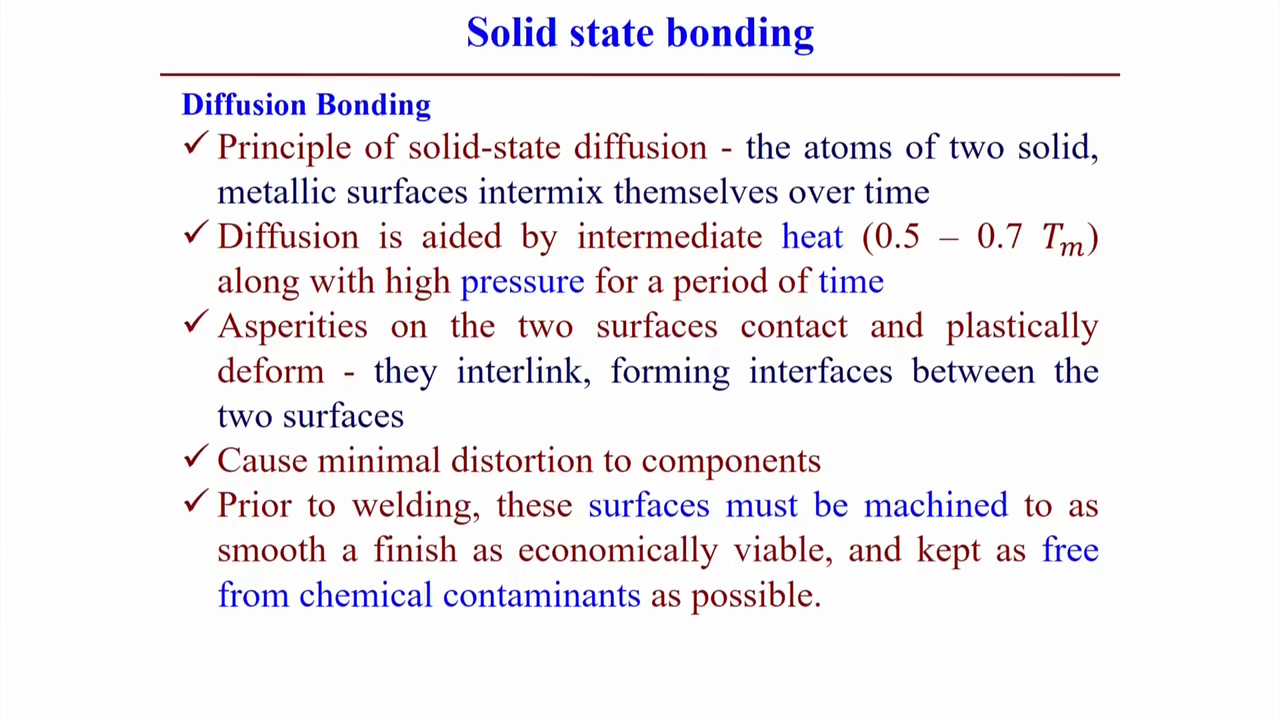 Solid state bonding
Diffusion Bonding
✓ Principle of solid-state diffusion - the atoms of two solid,
metallic surfaces intermix themselves over time
✓ Diffusion is aided by intermediate heat (0.5 – 0.7 Tₘ)
along with high pressure for a period of time
✓ Asperities on the two surfaces contact and plastically
deform - they interlink, forming interfaces between the
two surfaces
✓ Cause minimal distortion to components
✓ Prior to welding, these surfaces must be machined to as
smooth a finish as economically viable, and kept as free
from chemical contaminants as possible.